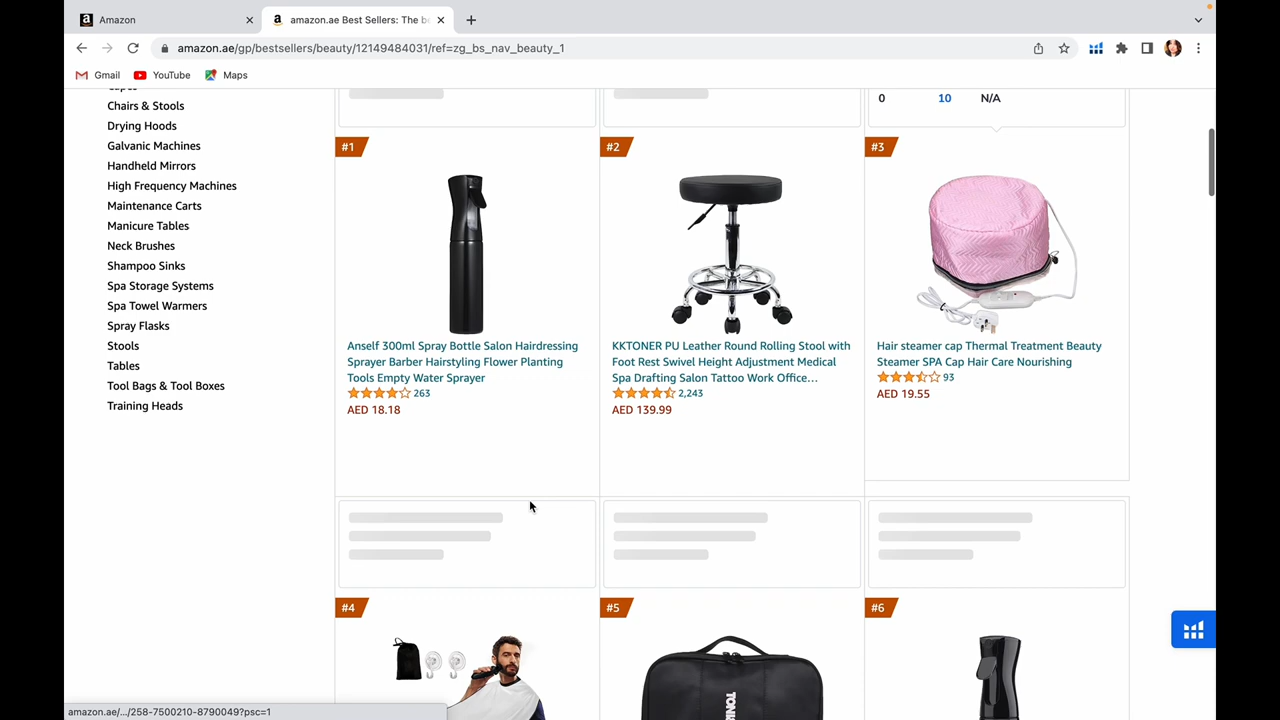 Amazon
amazon.ae Best Sellers: The be
amazon.ae/gp/bestsellers/beauty/12149484031/ref=zg_bs_nav_beauty_1
Gmail
YouTube
Maps
Chairs & Stools
Drying Hoods
Galvanic Machines
Handheld Mirrors
High Frequency Machines
Maintenance Carts
Manicure Tables
Neck Brushes
Shampoo Sinks
Spa Storage Systems
Spa Towel Warmers
Spray Flasks
Stools
Tables
Tool Bags & Tool Boxes
Training Heads
0 10 N/A
#1
Anself 300ml Spray Bottle Salon Hairdressing
Sprayer Barber Hairstyling Flower Planting
Tools Empty Water Sprayer
263
AED 18.18
#2
KKTONER PU Leather Round Rolling Stool with
Foot Rest Swivel Height Adjustment Medical
Spa Drafting Salon Tattoo Work Office…
2,243
AED 139.99
#3
Hair steamer cap Thermal Treatment Beauty
Steamer SPA Cap Hair Care Nourishing
93
AED 19.55
#4
#5
#6
amazon.ae/.../258-7500210-8790049?psc=1